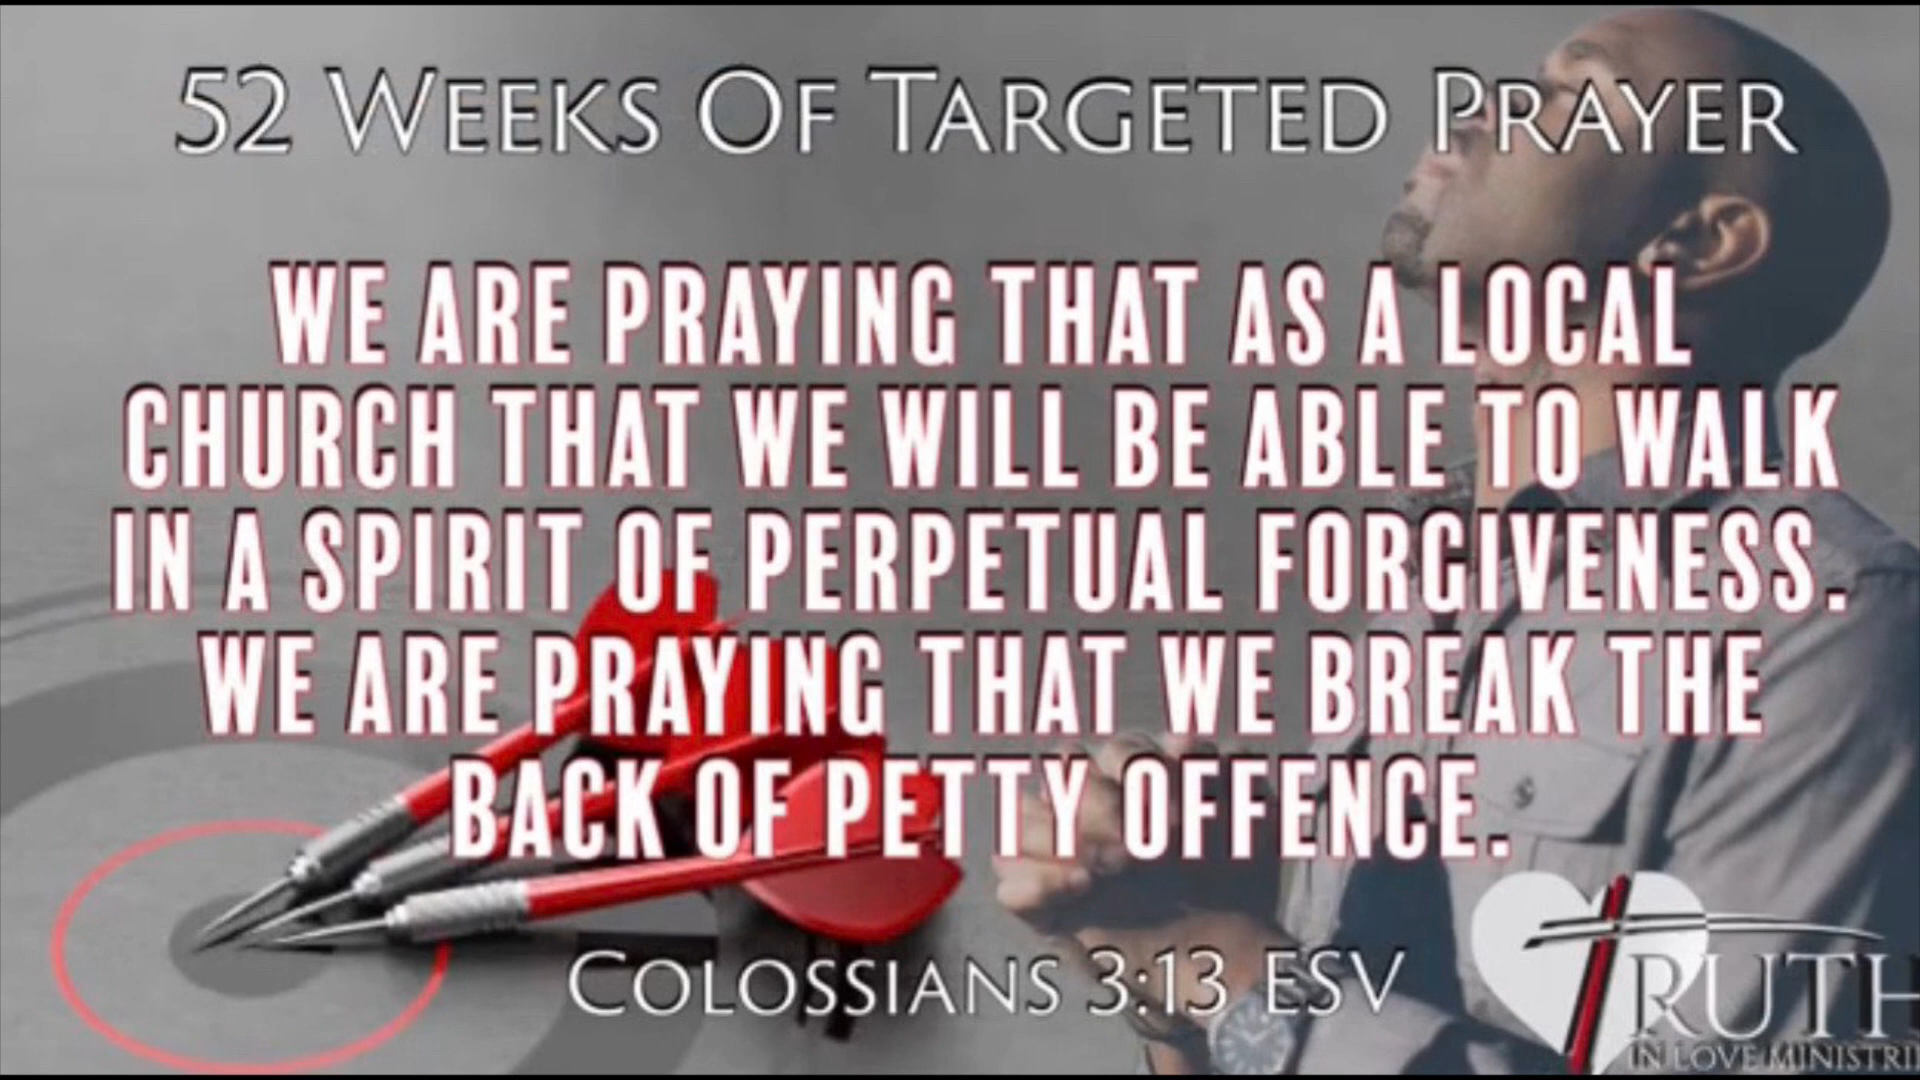 52 WEEKS OF TARGETED PRAYER
WE ARE PRAYING THAT AS A LOCAL
CHURCH THAT WE WILL BE ABLE TO WALK
IN A SPIRIT OF PERPETUAL FORGIVENESS.
WE ARE PRAYING THAT WE BREAK THE
BACK OF PETTY OFFENCE.
COLOSSIANS 3:13 ESV
TRUTH
IN LOVE MINISTRI